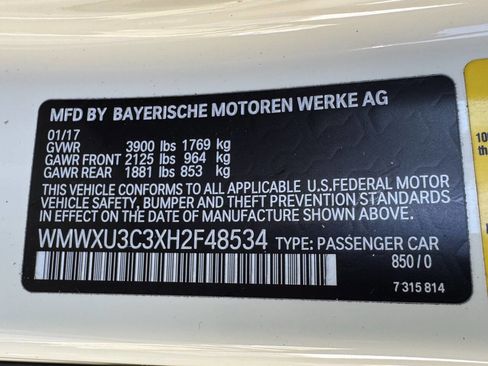 MFD BY BAYERISCHE MOTOREN WERKE AG
01/17
GVWR 3900 lbs 1769 kg
GAWR FRONT 2125 lbs 964 kg
GAWR REAR 1881 lbs 853 kg
THIS VEHICLE CONFORMS TO ALL APPLICABLE U.S.FEDERAL MOTOR
VEHICLE SAFETY, BUMPER AND THEFT PREVENTION STANDARDS
IN EFFECT ON THE DATE OF MANUFACTURE SHOWN ABOVE.
WMWXU3C3XH2F48534 TYPE: PASSENGER CAR
850/0
7 315 814